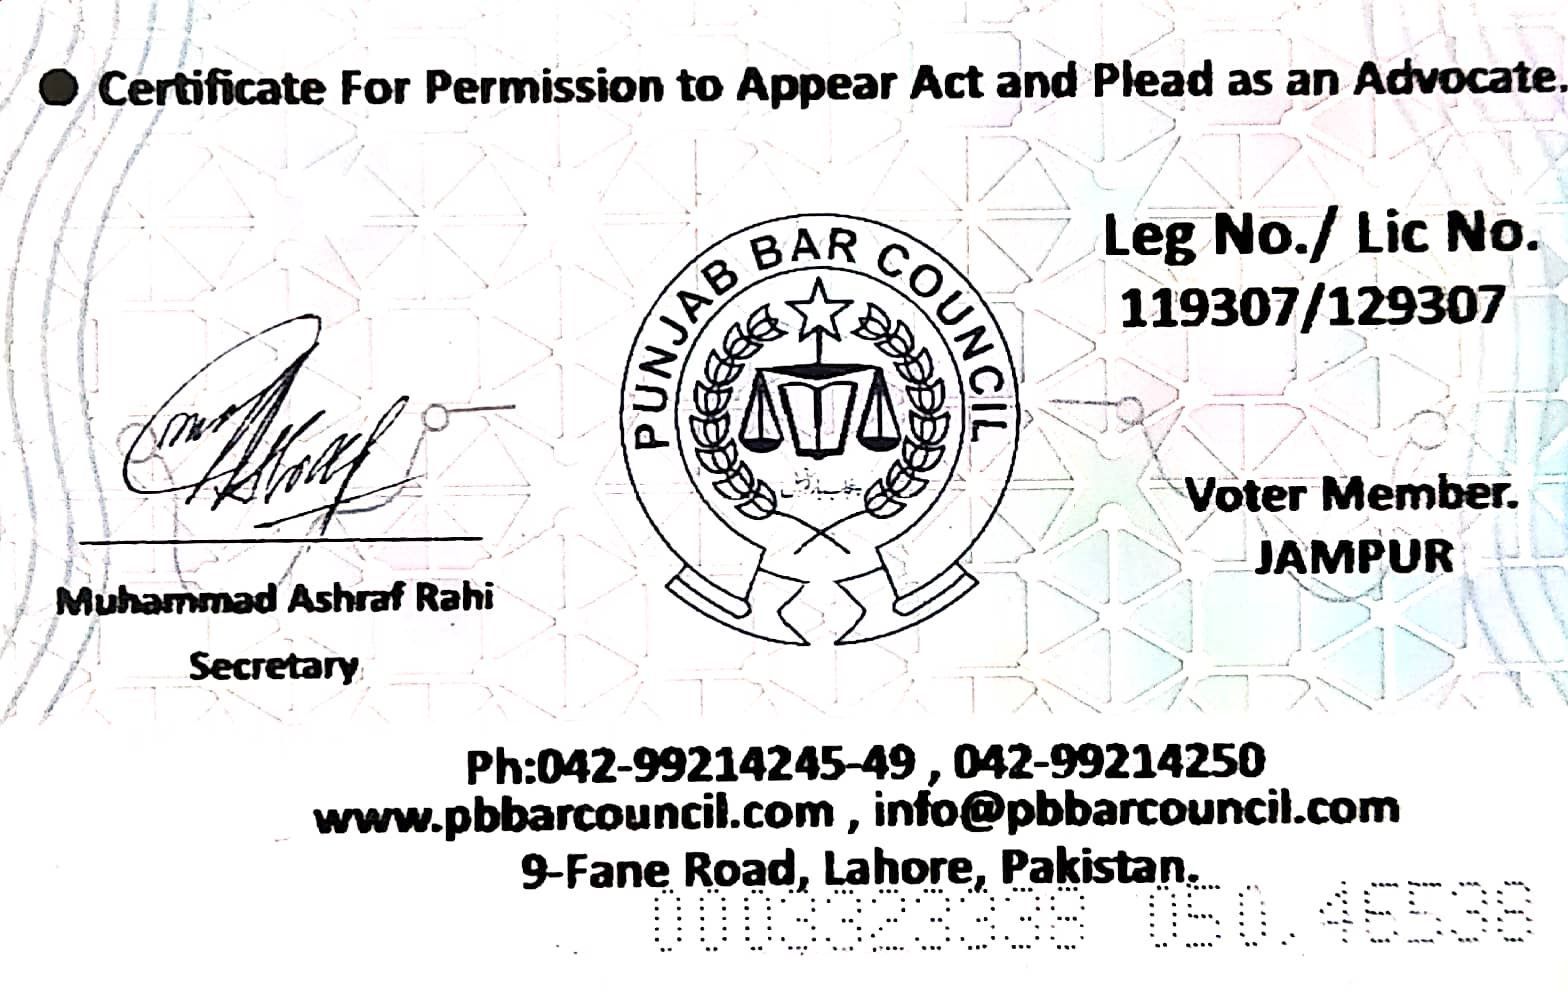 ● Certificate For Permission to Appear Act and Plead as an Advocate.
PUNJAB BAR COUNCIL
Leg No./ Lic No.
119307/129307
Voter Member.
JAMPUR
Muhammad Ashraf Rahi
Secretary
Ph:042-99214245-49 , 042-99214250
www.pbbarcouncil.com , info@pbbarcouncil.com
9-Fane Road, Lahore, Pakistan.
0003323339 050.46538